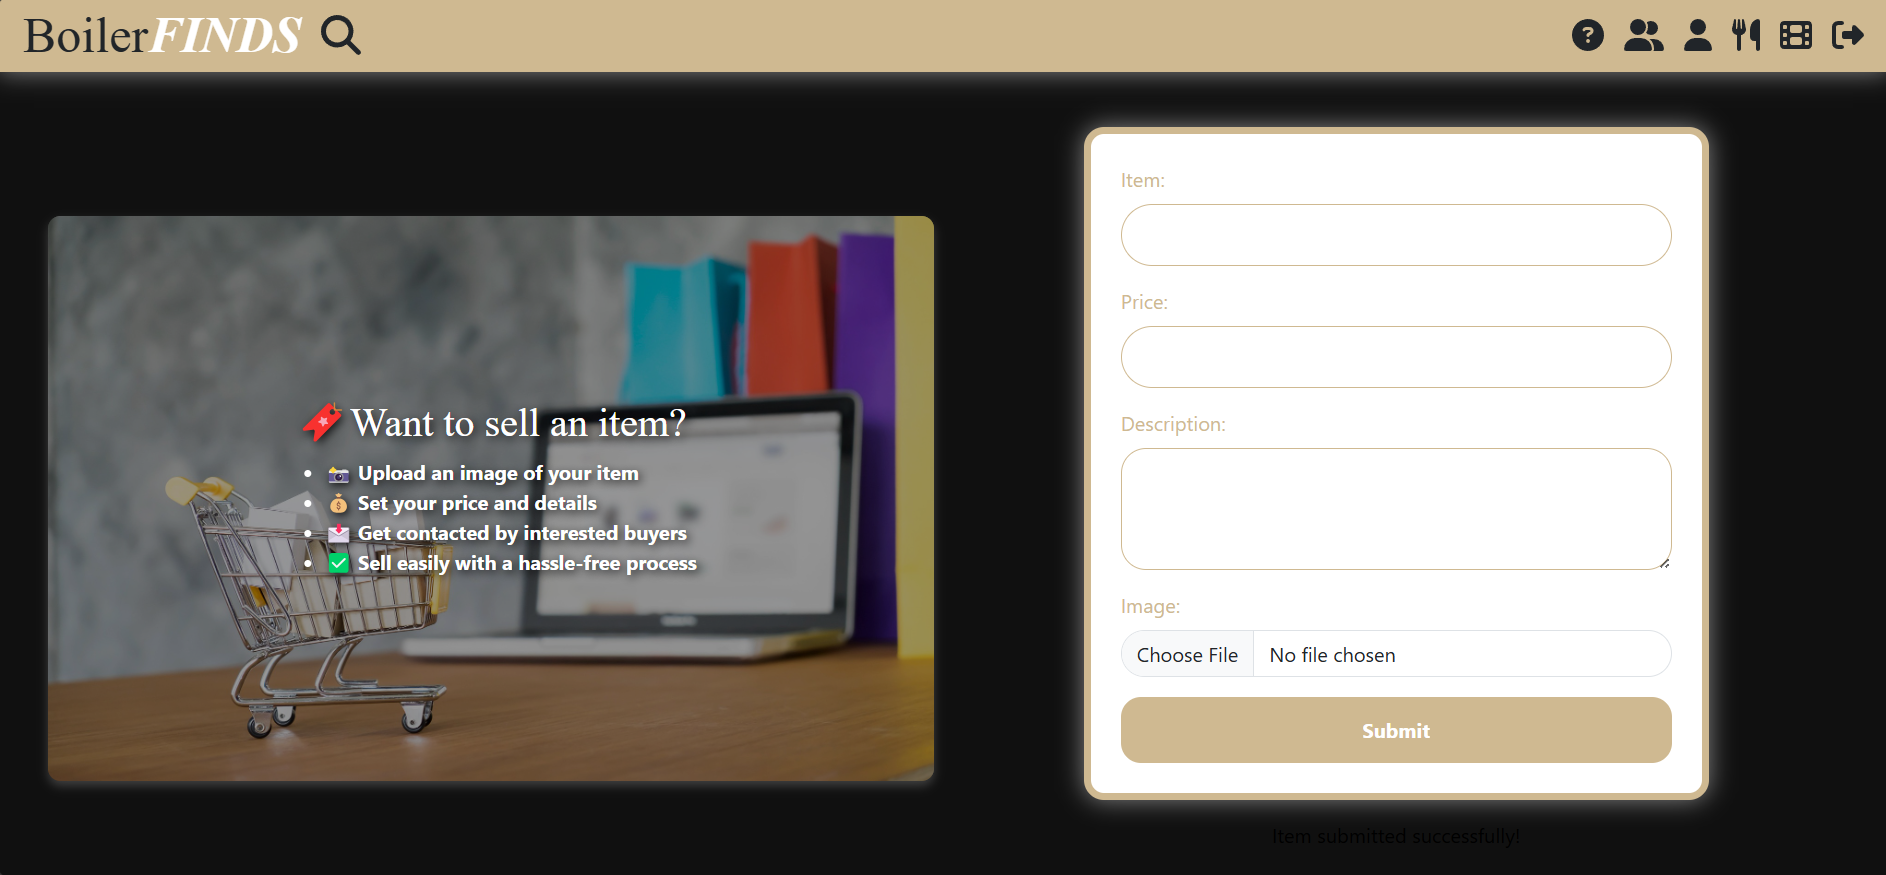 BoilerFINDS
Want to sell an item?
Upload an image of your item
Set your price and details
Get contacted by interested buyers
Sell easily with a hassle-free process
Item:
Price:
Description:
Image:
Choose File No file chosen
Submit
Item submitted successfully!